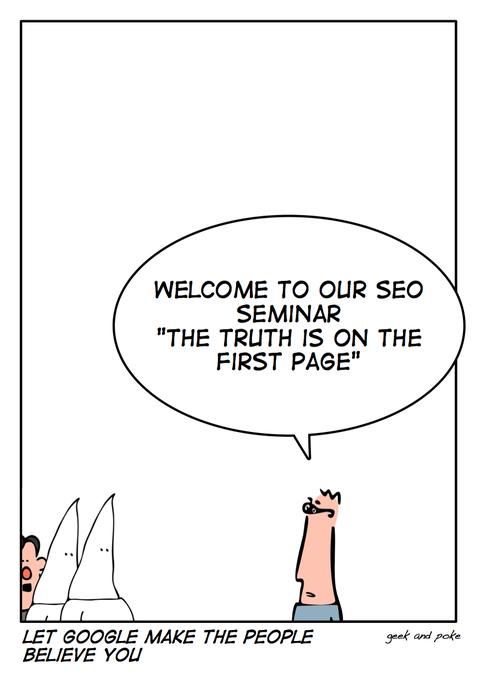 WELCOME TO OUR SEO
SEMINAR
"THE TRUTH IS ON THE
FIRST PAGE"
LET GOOGLE MAKE THE PEOPLE
BELIEVE YOU
geek and poke